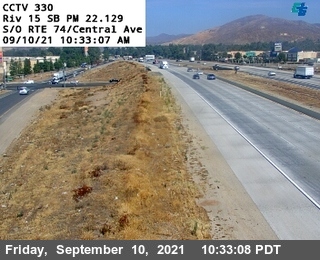 CCTV 330
Riv 15 SB PM 22.129
S/O RTE 74/Central Ave
09/10/21 10:33:07 AM
Friday, September 10, 2021 10:33:08 PDT